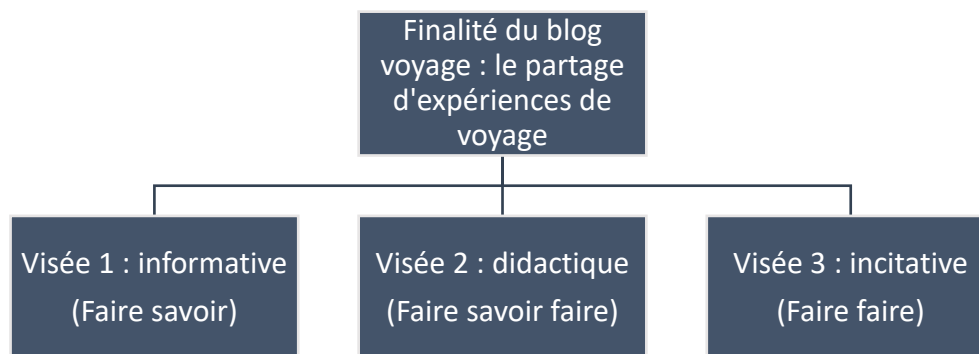 Finalité du blog
voyage : le partage
d'expériences de
voyage
Visée 1 : informative
(Faire savoir)
Visée 2 : didactique
(Faire savoir faire)
Visée 3 : incitative
(Faire faire)